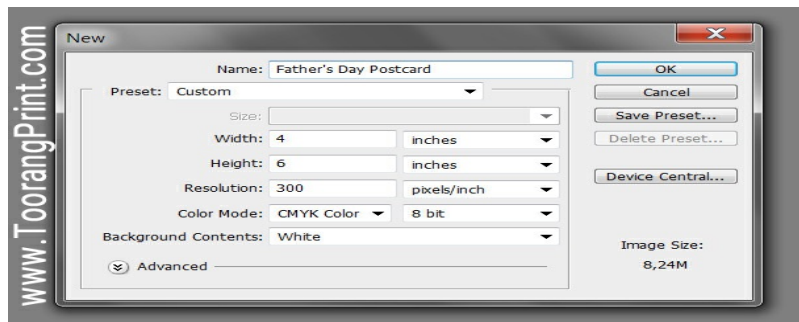 www.ToorangPrint.com
New
Name: Father's Day Postcard
OK
Preset: Custom
Cancel
Size:
Save Preset...
Width: 4 inches
Delete Preset...
Height: 6 inches
Device Central...
Resolution: 300 pixels/inch
Color Mode: CMYK Color 8 bit
Background Contents: White
Image Size:
Advanced
8,24M